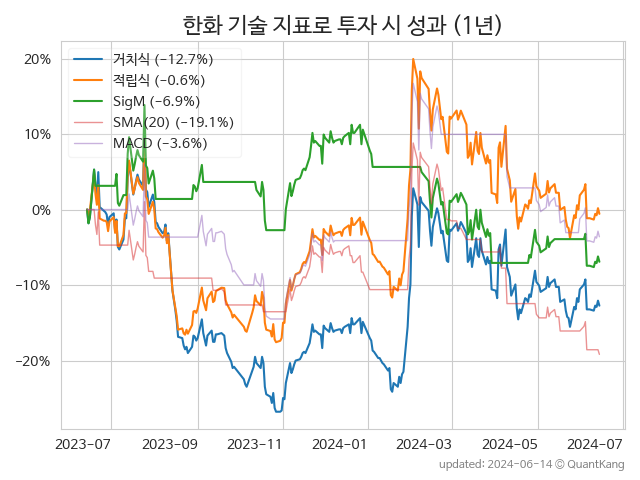 한화 기술 지표로 투자 시 성과 (1년)
20%
10%
0%
−10%
−20%
거치식 (−12.7%)
적립식 (−0.6%)
SigM (−6.9%)
SMA(20) (−19.1%)
MACD (−3.6%)
2023-07
2023-09
2023-11
2024-01
2024-03
2024-05
2024-07
updated: 2024-06-14 © QuantKang